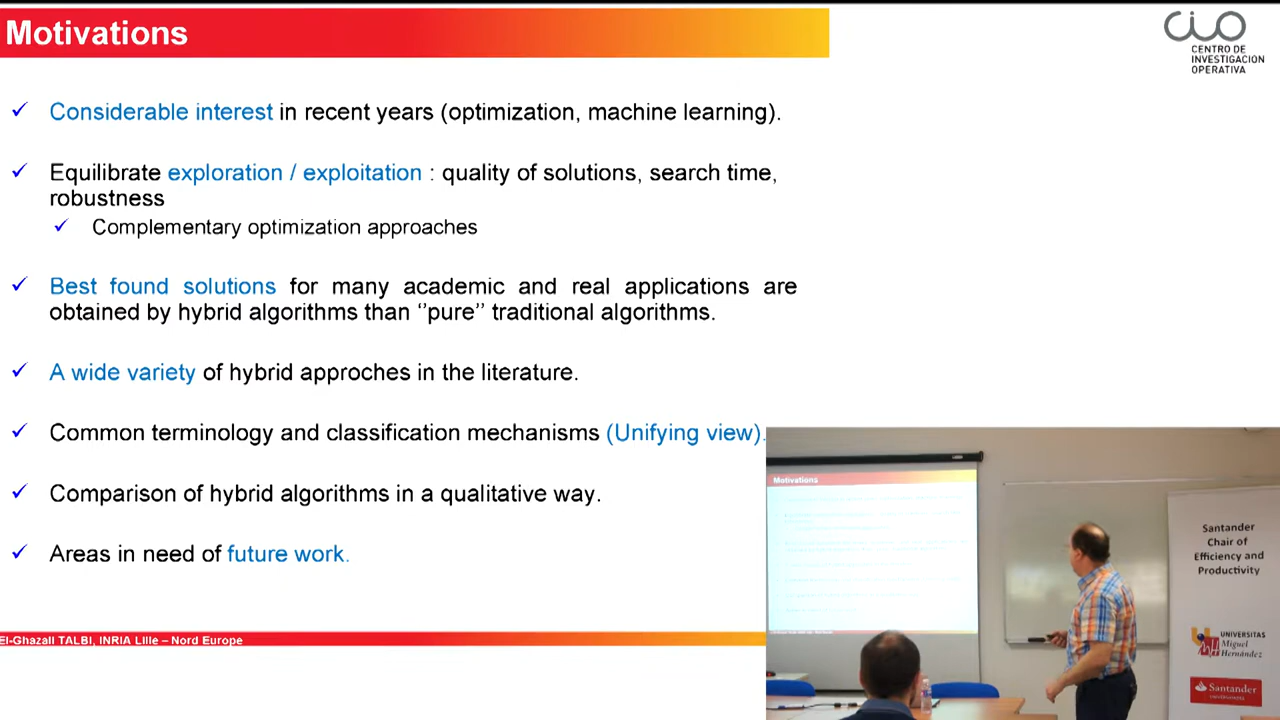 Motivations
CIO
CENTRO DE
INVESTIGACION
OPERATIVA
Considerable interest in recent years (optimization, machine learning).
Equilibrate exploration / exploitation : quality of solutions, search time,
robustness
Complementary optimization approaches
Best found solutions for many academic and real applications are
obtained by hybrid algorithms than ‘’pure’’ traditional algorithms.
A wide variety of hybrid approches in the literature.
Common terminology and classification mechanisms (Unifying view).
Comparison of hybrid algorithms in a qualitative way.
Areas in need of future work.
El-Ghazali TALBI, INRIA Lille – Nord Europe
Motivations
Santander
Chair of
Efficiency and
Productivity
UNIVERSITAS
Miguel
Hernández
Santander